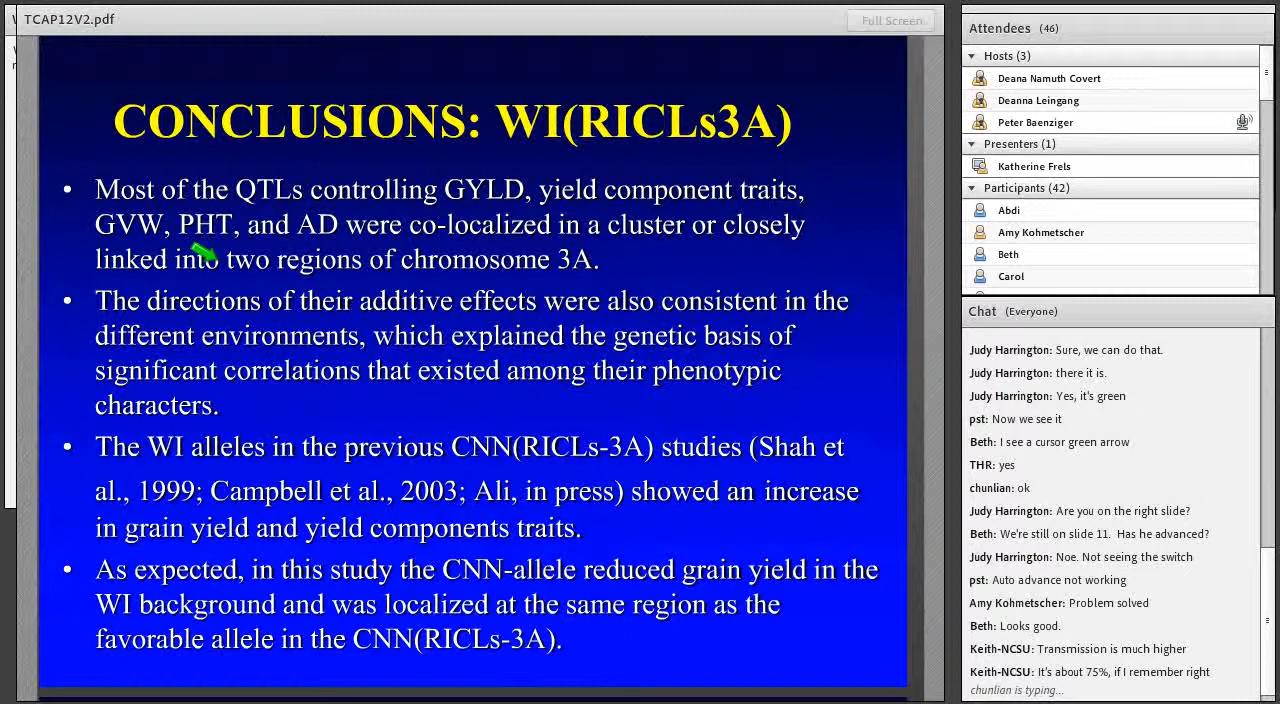 TCAP12V2.pdf
Full Screen
CONCLUSIONS: WI(RICLs3A)
• Most of the QTLs controlling GYLD, yield component traits,
GVW, PHT, and AD were co-localized in a cluster or closely
linked into two regions of chromosome 3A.
• The directions of their additive effects were also consistent in the
different environments, which explained the genetic basis of
significant correlations that existed among their phenotypic
characters.
• The WI alleles in the previous CNN(RICLs-3A) studies (Shah et
al., 1999; Campbell et al., 2003; Ali, in press) showed an increase
in grain yield and yield components traits.
• As expected, in this study the CNN-allele reduced grain yield in the
WI background and was localized at the same region as the
favorable allele in the CNN(RICLs-3A).
Attendees (46)
Hosts (3)
Deana Namuth Covert
Deanna Leingang
Peter Baenziger
Presenters (1)
Katherine Frels
Participants (42)
Abdi
Amy Kohmetscher
Beth
Carol
Chat (Everyone)
Judy Harrington: Sure, we can do that.
Judy Harrington: there it is.
Judy Harrington: Yes, it's green
pst: Now we see it
Beth: I see a cursor green arrow
THR: yes
chunlian: ok
Judy Harrington: Are you on the right slide?
Beth: We're still on slide 11. Has he advanced?
Judy Harrington: Noe. Not seeing the switch
pst: Auto advance not working
Amy Kohmetscher: Problem solved
Beth: Looks good.
Keith-NCSU: Transmission is much higher
Keith-NCSU: It's about 75%, if I remember right
chunlian is typing...